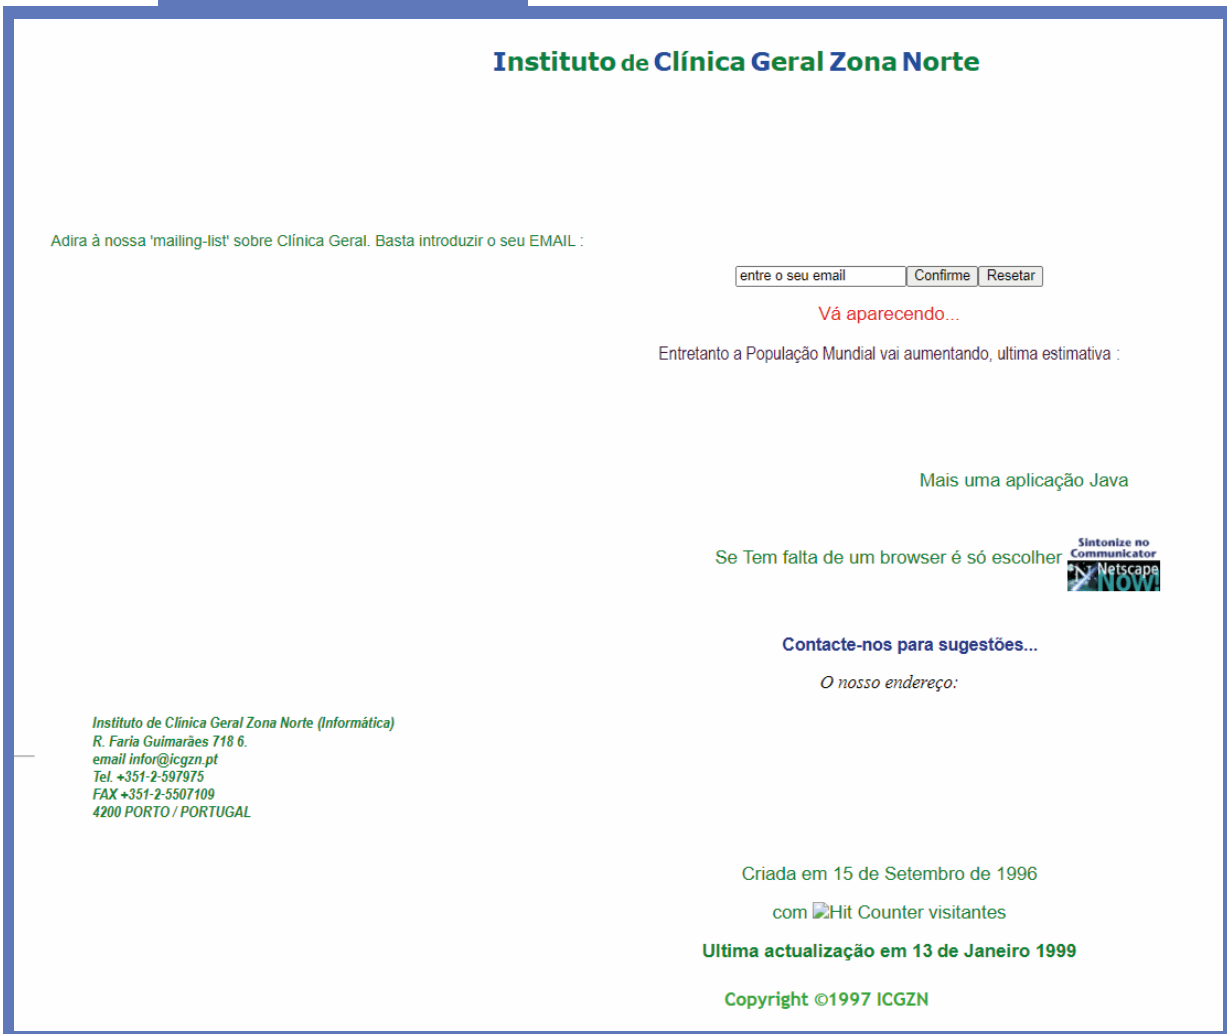 Instituto de Clínica Geral Zona Norte
Adira à nossa 'mailing-list' sobre Clínica Geral. Basta introduzir o seu EMAIL :
entre o seu email Confirme Resetar
Vá aparecendo...
Entretanto a População Mundial vai aumentando, ultima estimativa :
Mais uma aplicação Java
Se Tem falta de um browser é só escolher
Sintonize no
Communicator
N Netscape
NOW!
Contacte-nos para sugestões...
O nosso endereço:
Instituto de Clínica Geral Zona Norte (Informática)
R. Faria Guimarães 718 6.
email infor@icgzn.pt
Tel. +351-2-597975
FAX +351-2-5507109
4200 PORTO / PORTUGAL
Criada em 15 de Setembro de 1996
com Hit Counter visitantes
Ultima actualização em 13 de Janeiro 1999
Copyright ©1997 ICGZN